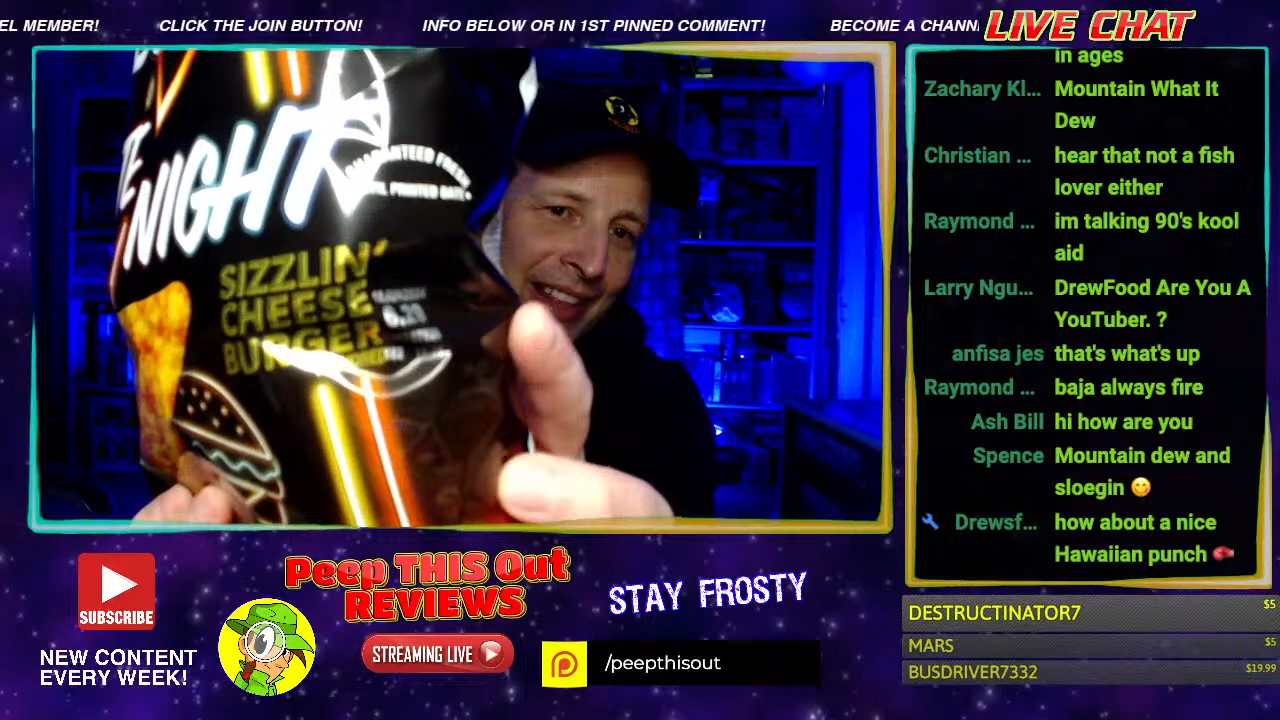 EL MEMBER!
CLICK THE JOIN BUTTON!
INFO BELOW OR IN 1ST PINNED COMMENT!
BECOME A CHANN
LIVE CHAT
NIGHT
GUARANTEED FRESH
PRINTED DATE
SIZZLIN'
CHEESE
BURGER
in ages
Zachary Kl... Mountain What It
Dew
Christian ... hear that not a fish
lover either
Raymond ... im talking 90's kool
aid
Larry Ngu... DrewFood Are You A
YouTuber. ?
anfisa jes that's what's up
Raymond ... baja always fire
Ash Bill hi how are you
Spence Mountain dew and
sloegin 😋
Drewsf... how about a nice
Hawaiian punch 🥊
SUBSCRIBE
NEW CONTENT
EVERY WEEK!
Peep THIS Out
REVIEWS
STREAMING LIVE
STAY FROSTY
/peepthisout
DESTRUCTINATOR7 $5
MARS $5
BUSDRIVER7332 $19.99